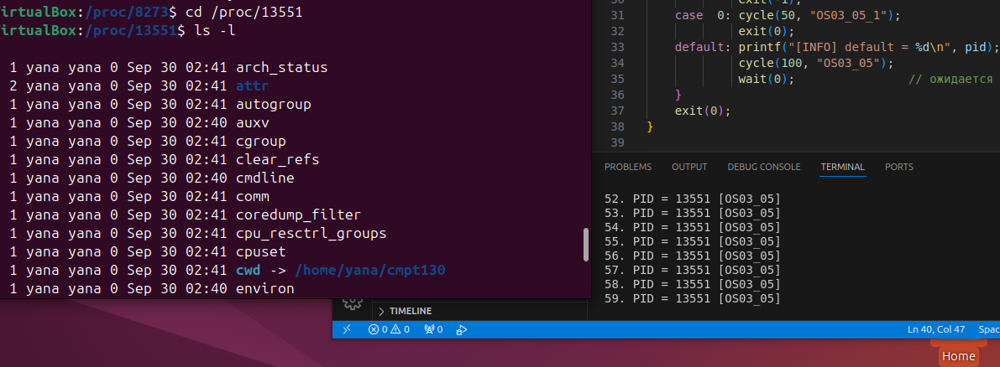 irtualBox:/proc/8273$ cd /proc/13551
irtualBox:/proc/13551$ ls -l
1 yana yana 0 Sep 30 02:41 arch_status
2 yana yana 0 Sep 30 02:41 attr
1 yana yana 0 Sep 30 02:41 autogroup
1 yana yana 0 Sep 30 02:40 auxv
1 yana yana 0 Sep 30 02:41 cgroup
1 yana yana 0 Sep 30 02:41 clear_refs
1 yana yana 0 Sep 30 02:40 cmdline
1 yana yana 0 Sep 30 02:41 comm
1 yana yana 0 Sep 30 02:41 coredump_filter
1 yana yana 0 Sep 30 02:41 cpu_resctrl_groups
1 yana yana 0 Sep 30 02:41 cpuset
1 yana yana 0 Sep 30 02:41 cwd -> /home/yana/cmpt130
1 yana yana 0 Sep 30 02:40 environ
30 exit(-1);
31 case 0: cycle(50, "OS03_05_1");
32 exit(0);
33 default: printf("[INFO] default = %d\n", pid);
34 cycle(100, "OS03_05");
35 wait(0); // ожидается
36 }
37 exit(0);
38 }
39
PROBLEMS OUTPUT DEBUG CONSOLE TERMINAL PORTS
52. PID = 13551 [OS03_05]
53. PID = 13551 [OS03_05]
54. PID = 13551 [OS03_05]
55. PID = 13551 [OS03_05]
56. PID = 13551 [OS03_05]
57. PID = 13551 [OS03_05]
58. PID = 13551 [OS03_05]
59. PID = 13551 [OS03_05]
TIMELINE
0 0 0 Ln 40, Col 47 Spac
Home